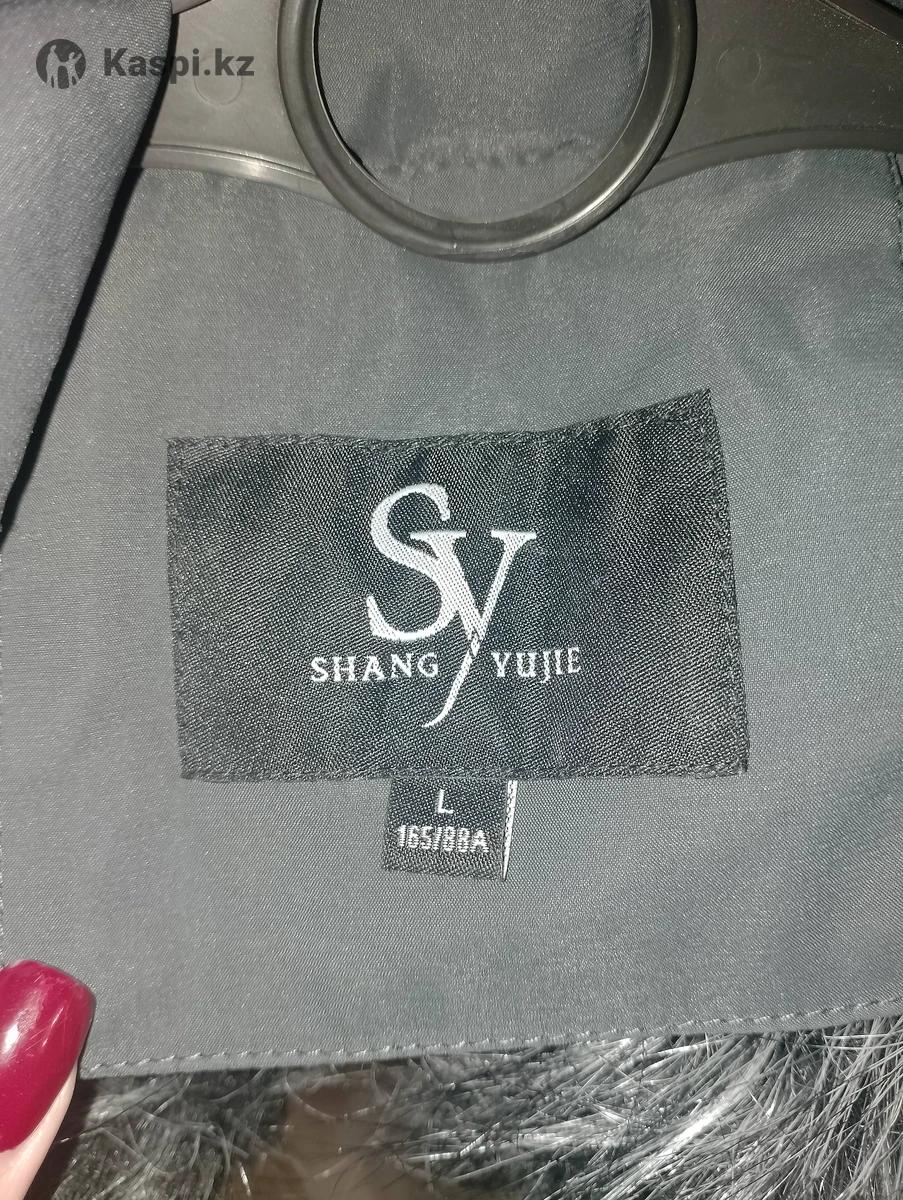 Kaspi.kz
Sy
SHANG YUJIE
L
165/88A